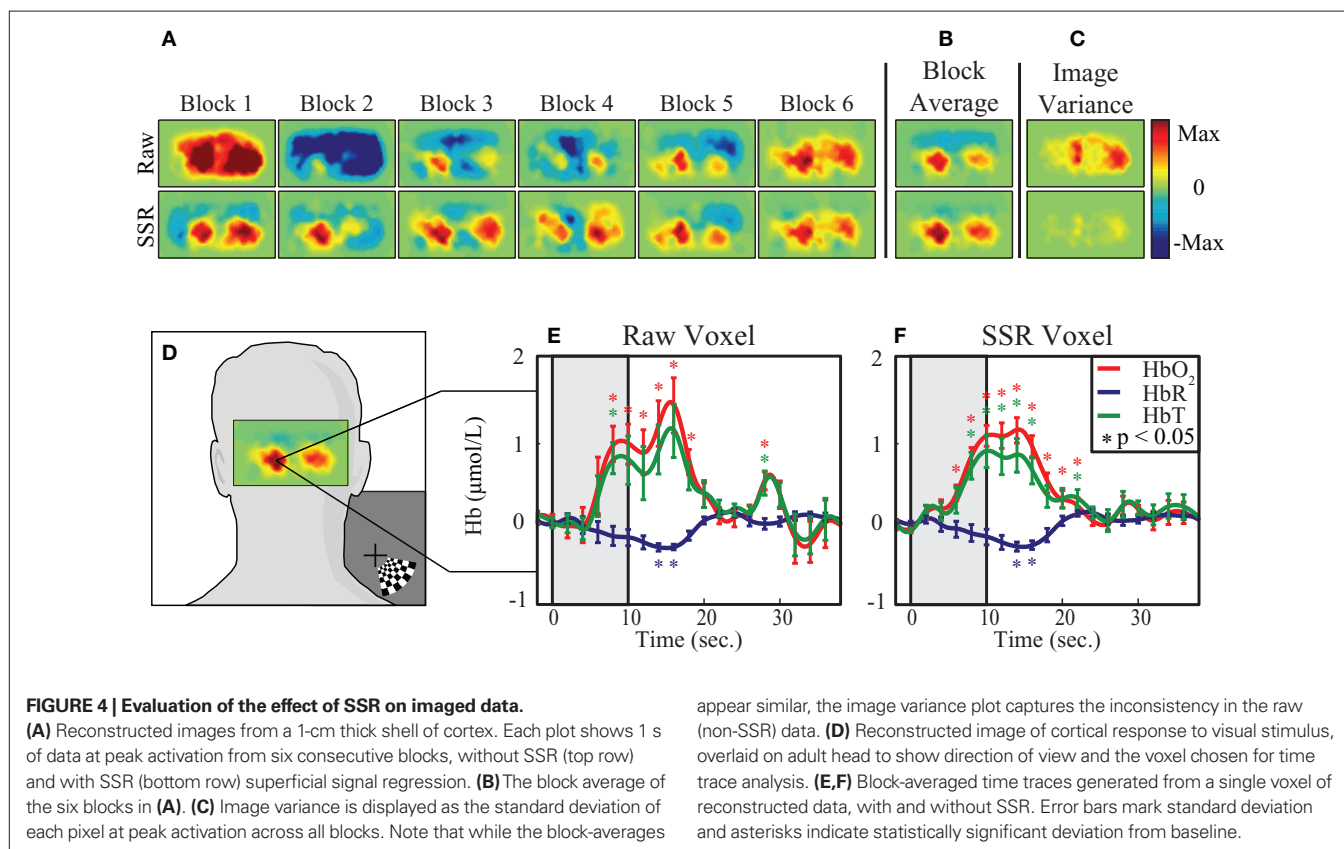 A
B
C
Block Average
Image Variance
Block 1 Block 2 Block 3 Block 4 Block 5 Block 6
Raw
SSR
Max
0
-Max
D
E Raw Voxel
2
1
0
-1
Hb (μmol/L)
0 10 20 30
Time (sec.)
* * * * * * *
* *
* *
F SSR Voxel
2
1
0
-1
0 10 20 30
Time (sec.)
HbO₂
HbR
HbT
* p < 0.05
FIGURE 4 | Evaluation of the effect of SSR on imaged data.
(A) Reconstructed images from a 1-cm thick shell of cortex. Each plot shows 1 s
of data at peak activation from six consecutive blocks, without SSR (top row)
and with SSR (bottom row) superficial signal regression. (B) The block average of
the six blocks in (A). (C) Image variance is displayed as the standard deviation of
each pixel at peak activation across all blocks. Note that while the block-averages
appear similar, the image variance plot captures the inconsistency in the raw
(non-SSR) data. (D) Reconstructed image of cortical response to visual stimulus,
overlaid on adult head to show direction of view and the voxel chosen for time
trace analysis. (E,F) Block-averaged time traces generated from a single voxel of
reconstructed data, with and without SSR. Error bars mark standard deviation
and asterisks indicate statistically significant deviation from baseline.